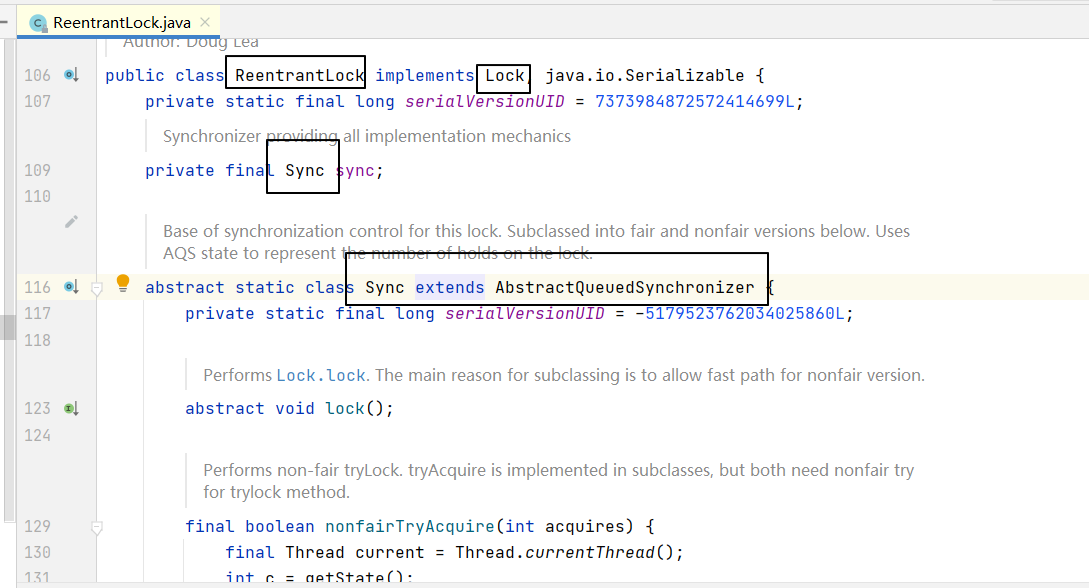 ReentrantLock.java
Author: Doug Lea
106 public class ReentrantLock implements Lock, java.io.Serializable {
107 private static final long serialVersionUID = 7373984872572414699L;
Synchronizer providing all implementation mechanics
109 private final Sync sync;
110
Base of synchronization control for this lock. Subclassed into fair and nonfair versions below. Uses
AQS state to represent the number of holds on the lock.
116 abstract static class Sync extends AbstractQueuedSynchronizer {
117 private static final long serialVersionUID = -5179523762034025860L;
118
Performs Lock.lock. The main reason for subclassing is to allow fast path for nonfair version.
123 abstract void lock();
124
Performs non-fair tryLock. tryAcquire is implemented in subclasses, but both need nonfair try
for trylock method.
129 final boolean nonfairTryAcquire(int acquires) {
130 final Thread current = Thread.currentThread();
131 int c = getState();